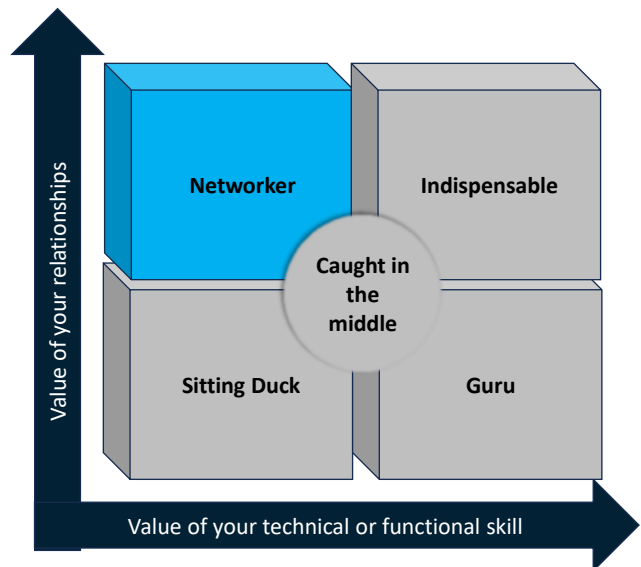 Value of your relationships
Networker
Indispensable
Caught in
the
middle
Sitting Duck
Guru
Value of your technical or functional skill